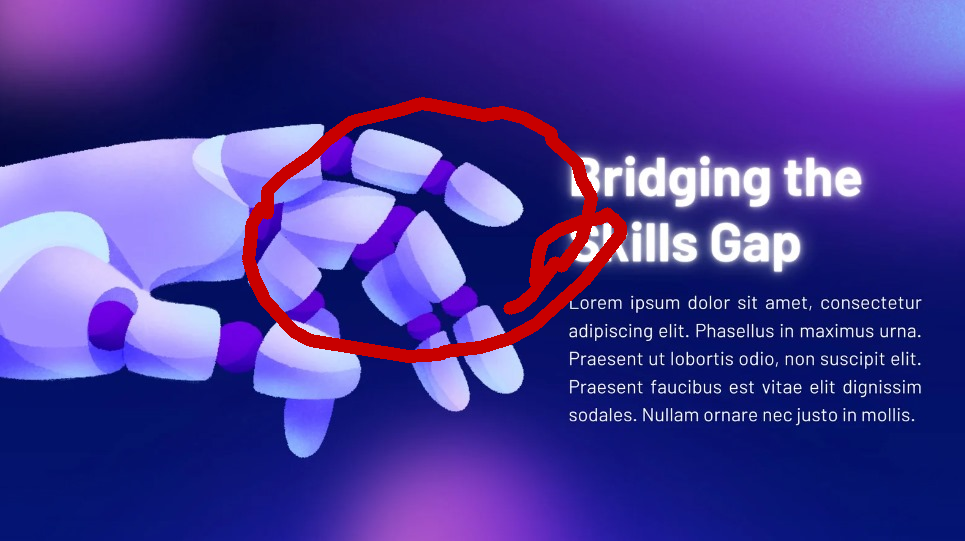 Bridging the
Skills Gap
Lorem ipsum dolor sit amet, consectetur
adipiscing elit. Phasellus in maximus urna.
Praesent ut lobortis odio, non suscipit elit.
Praesent faucibus est vitae elit dignissim
sodales. Nullam ornare nec justo in mollis.